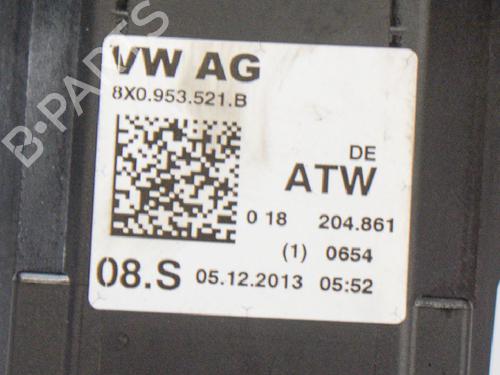 VW AG
8X0.953.521.B
DE
ATW
0 18 204.861
(1) 0654
08.S 05.12.2013 05:52
B-PARTS